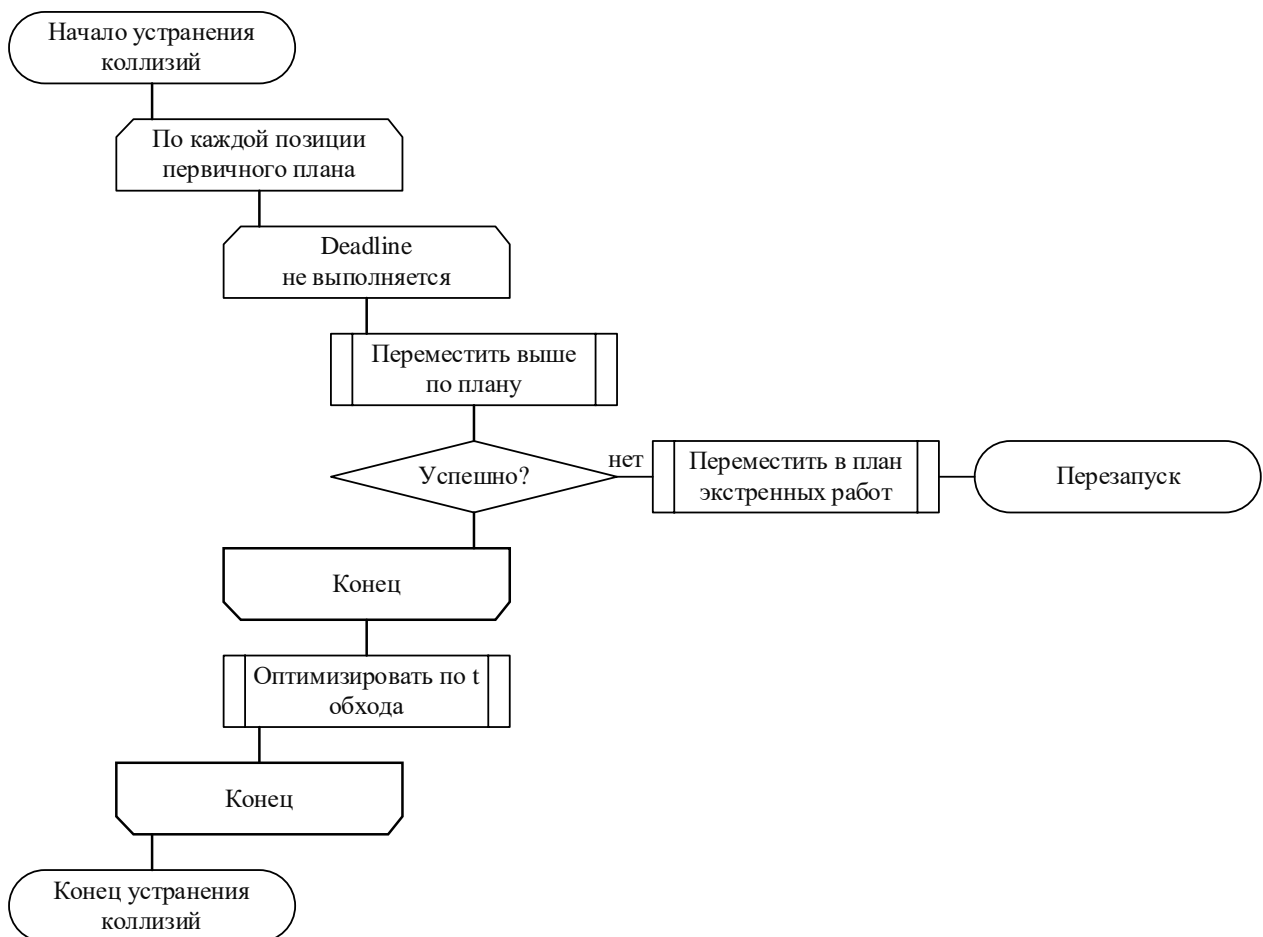 Начало устранения
коллизий
По каждой позиции
первичного плана
Deadline
не выполняется
Переместить выше
по плану
Успешно?
нет
Переместить в план
экстренных работ
Перезапуск
Конец
Оптимизировать по t
обхода
Конец
Конец устранения
коллизий